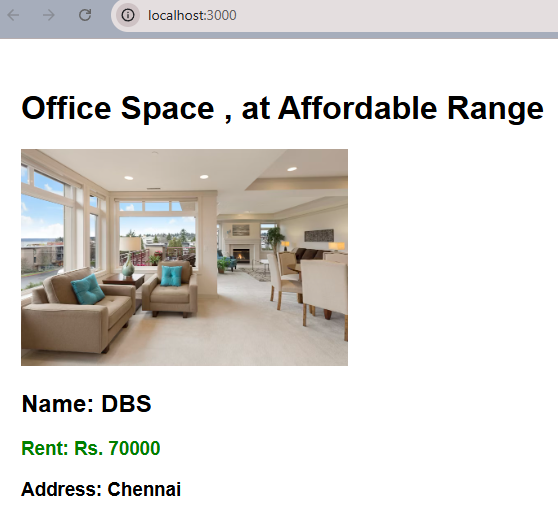 localhost:3000
Office Space , at Affordable Range
Name: DBS
Rent: Rs. 70000
Address: Chennai